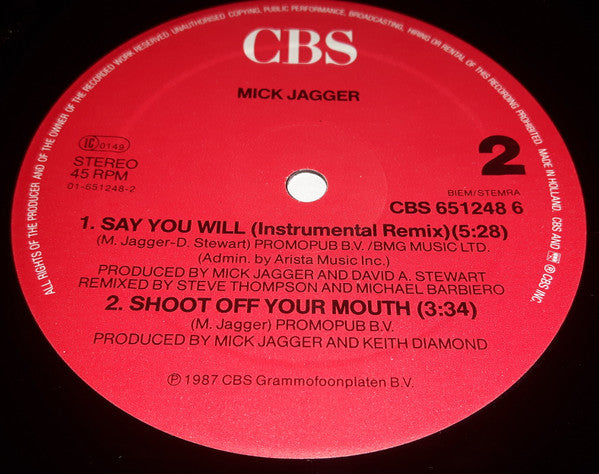 ALL RIGHTS OF THE PRODUCER AND OF THE OWNER OF THE RECORDED WORK RESERVED UNAUTHORISED COPYING, PUBLIC PERFORMANCE, BROADCASTING, HIRING OR RENTAL OF THIS RECORDING PROHIBITED. MADE IN HOLLAND. CBS AND ® © CBS INC.
CBS
MICK JAGGER
LC 0149
STEREO
45 RPM
01-651248-2
2
BIEM/STEMRA
CBS 651248 6
1. SAY YOU WILL (Instrumental Remix)(5:28)
(M. Jagger-D. Stewart) PROMOPUB B.V. /BMG MUSIC LTD.
(Admin. by Arista Music Inc.)
PRODUCED BY MICK JAGGER AND DAVID A. STEWART
REMIXED BY STEVE THOMPSON AND MICHAEL BARBIERO
2. SHOOT OFF YOUR MOUTH (3:34)
(M. Jagger) PROMOPUB B.V.
PRODUCED BY MICK JAGGER AND KEITH DIAMOND
℗ 1987 CBS Grammofoonplaten B.V.